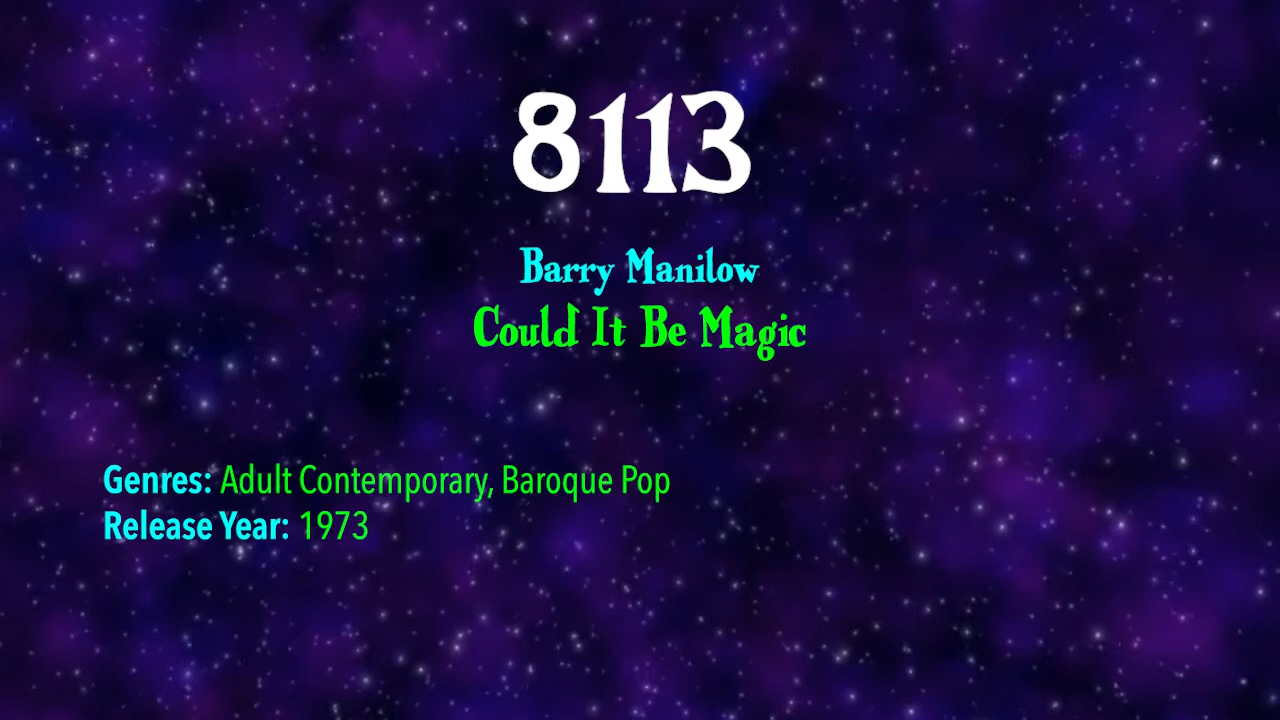 8113
Barry Manilow
Could It Be Magic
Genres: Adult Contemporary, Baroque Pop
Release Year: 1973